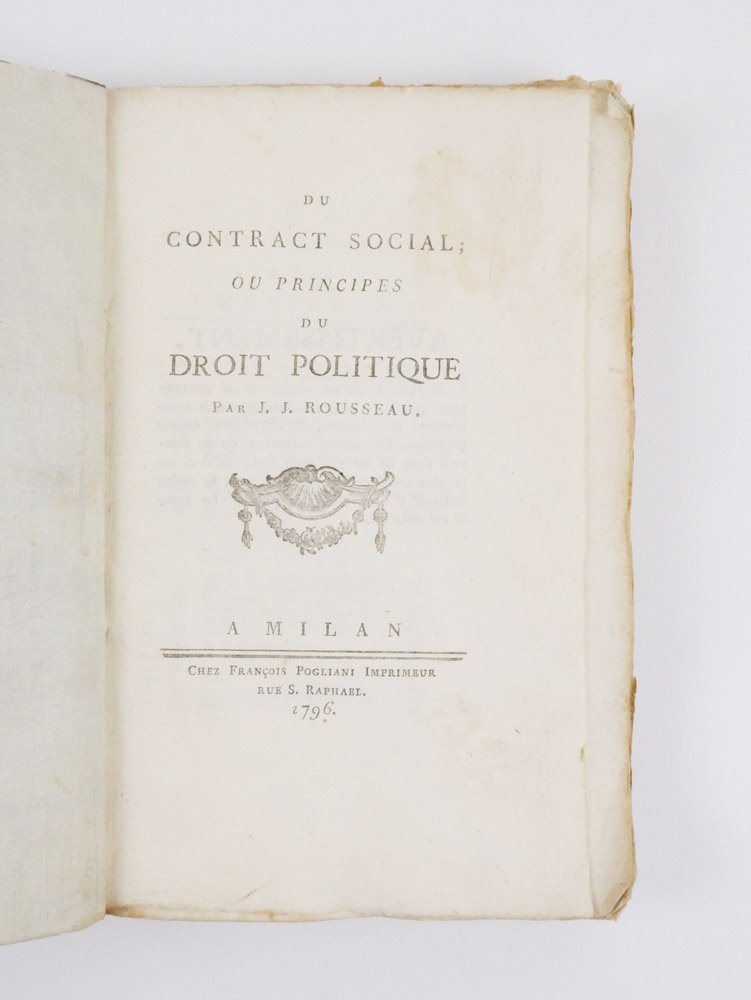 DU
CONTRACT SOCIAL;
OU PRINCIPES
DU
DROIT POLITIQUE
PAR J. J. ROUSSEAU.
A MILAN
CHEZ FRANÇOIS POGLIANI IMPRIMEUR
RUE S. RAPHAEL.
1796.